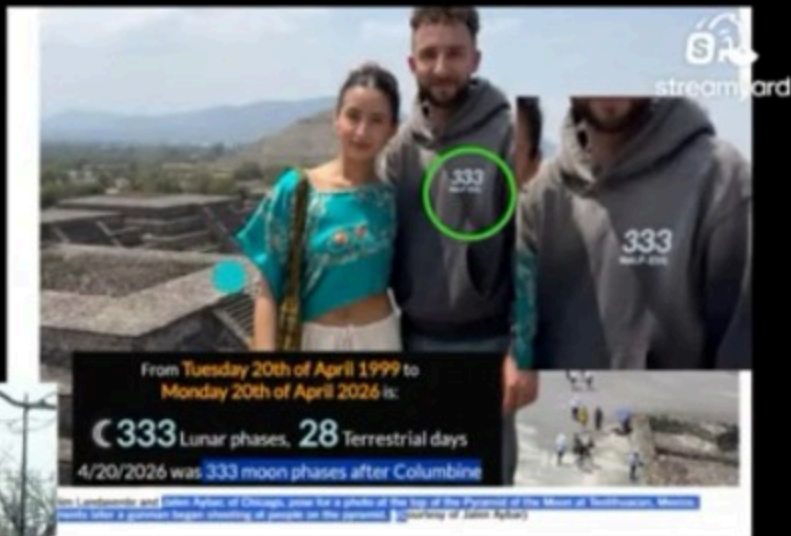 streamyard
333
333
HALF EVIL
From Tuesday 20th of April 1999 to
Monday 20th of April 2026 is:
333 Lunar phases, 28 Terrestrial days
4/20/2026 was 333 moon phases after Columbine
and Jalen Aybar, of Chicago, pose for a photo at the top of the Pyramid of the Moon at Teotihuacan, Mexico
moments after a gunman began shooting at people on the pyramid. (Courtesy of Jalen Aybar)